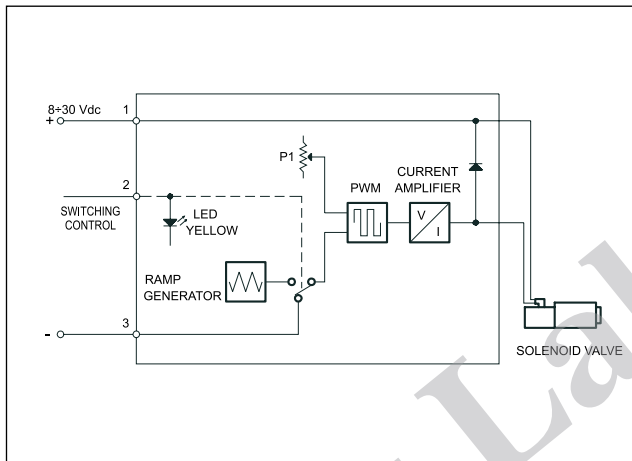 8÷30 Vdc
1
+
P1
CURRENT
AMPLIFIER
PWM
2
V
I
SWITCHING
CONTROL
LED
YELLOW
RAMP
GENERATOR
3
-
SOLENOID VALVE